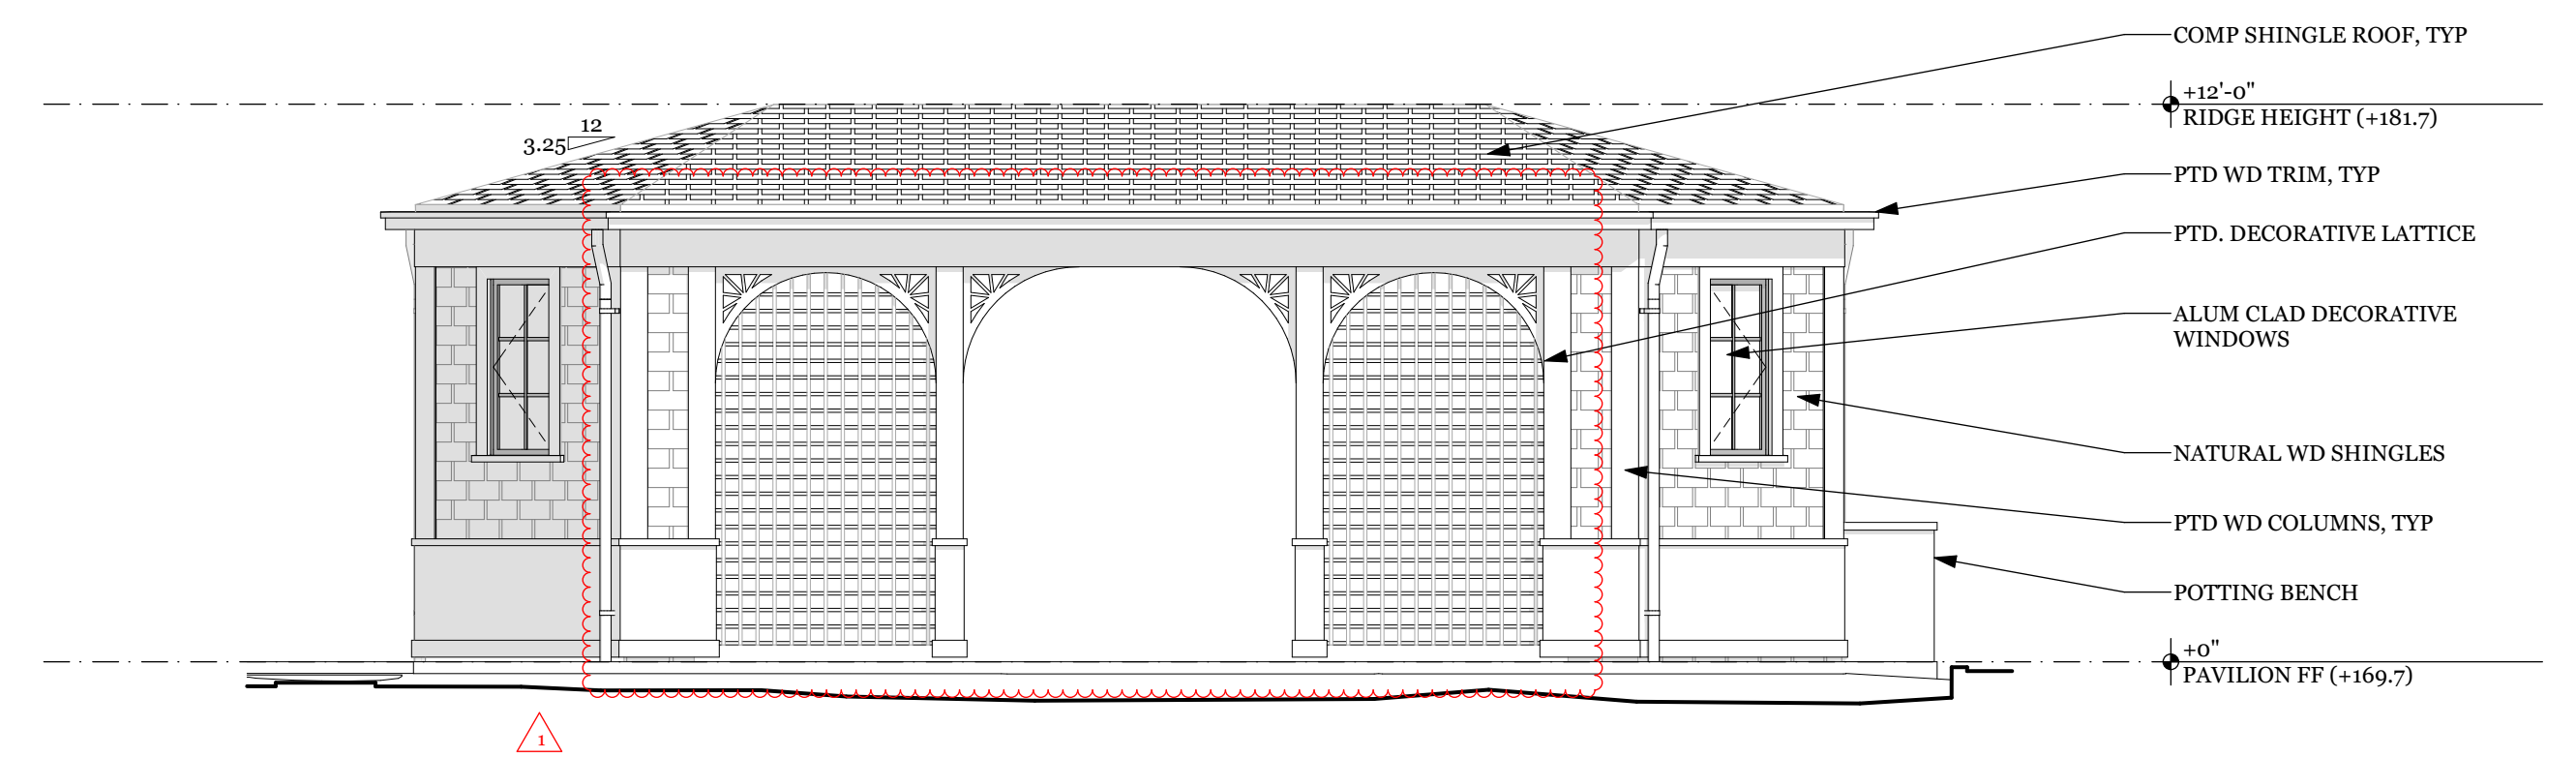 COMP SHINGLE ROOF, TYP
+12'-0"
RIDGE HEIGHT (+181.7)
12
3.25
PTD WD TRIM, TYP
PTD. DECORATIVE LATTICE
ALUM CLAD DECORATIVE
WINDOWS
NATURAL WD SHINGLES
PTD WD COLUMNS, TYP
POTTING BENCH
+0"
PAVILION FF (+169.7)
1